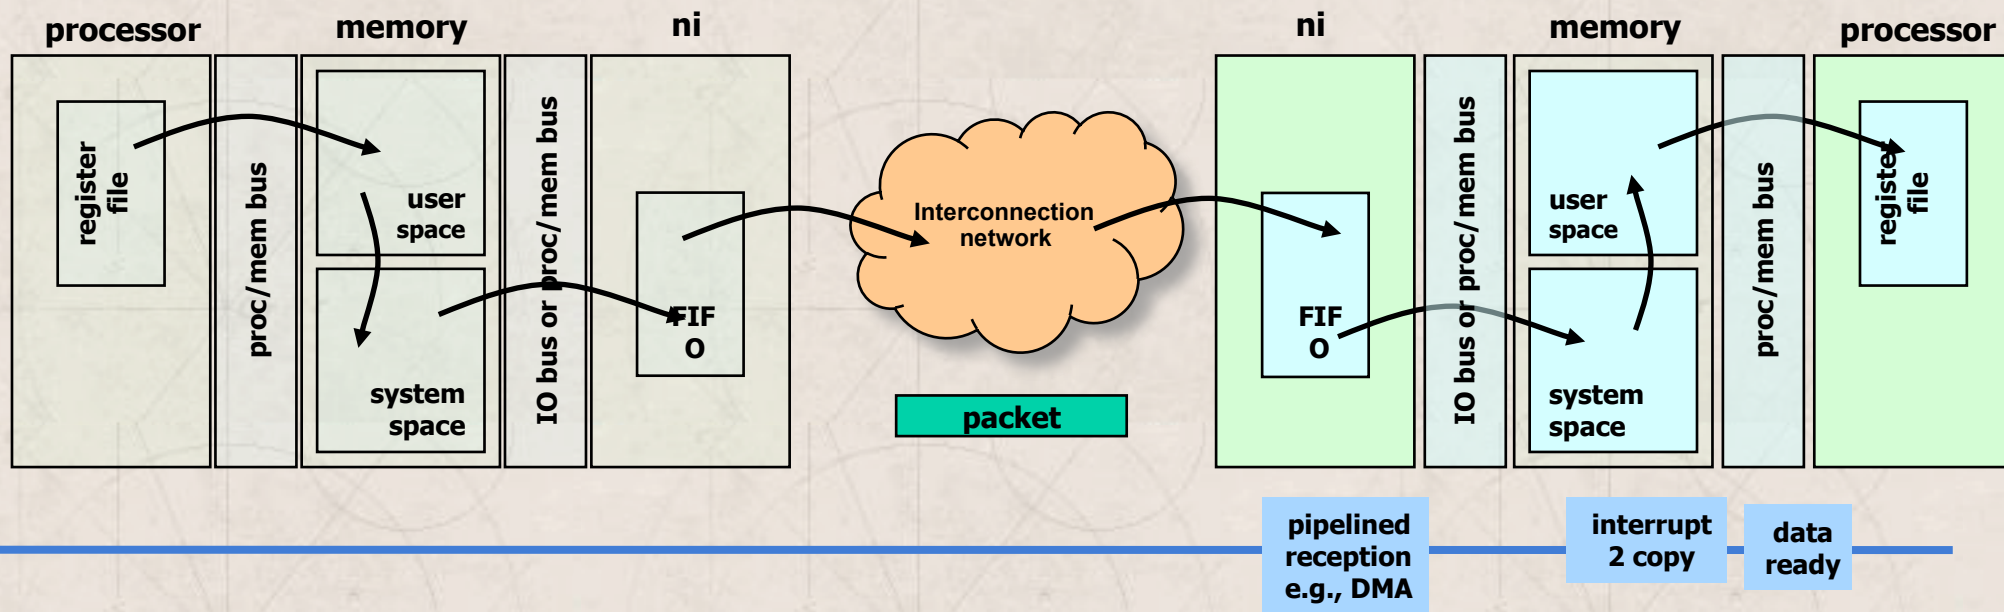 processor
memory
ni
ni
memory
processor
register
file
proc/mem bus
user
space
system
space
IO bus or proc/mem bus
FIF
O
Interconnection
network
packet
FIF
O
IO bus or proc/mem bus
user
space
system
space
proc/mem bus
register
file
pipelined
reception
e.g., DMA
interrupt
2 copy
data
ready